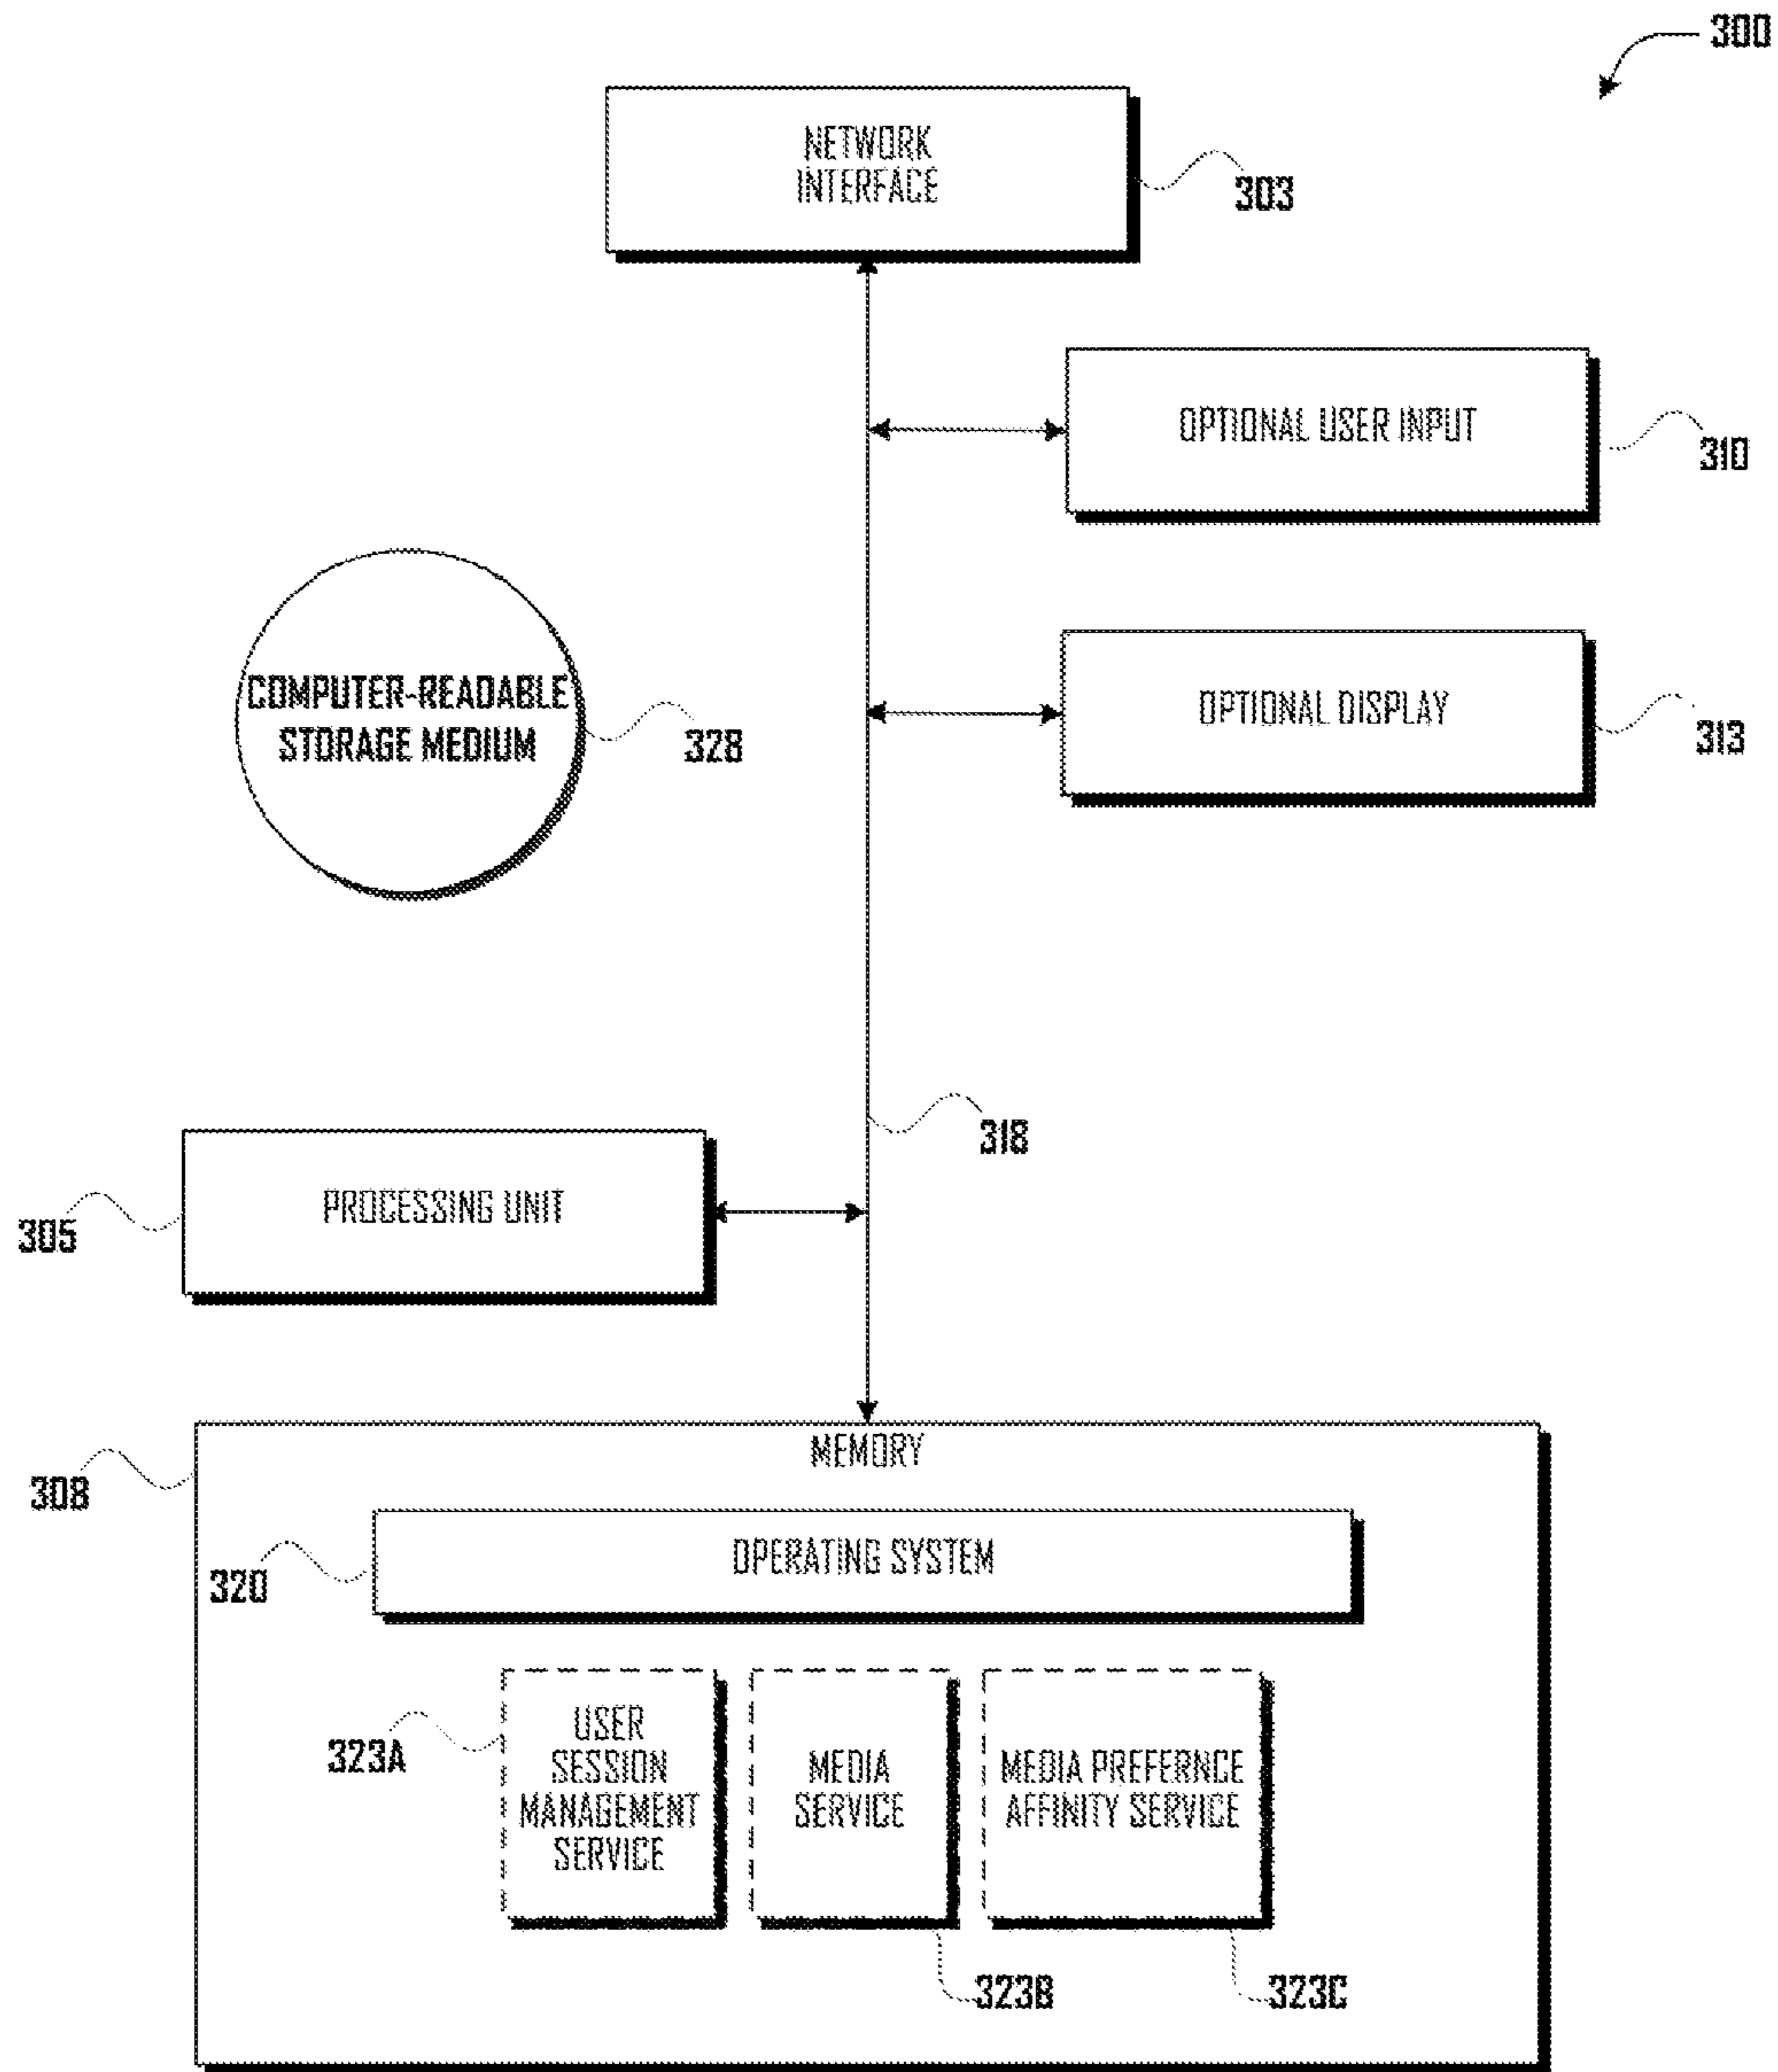 300
NETWORK
INTERFACE
303
OPTIONAL USER INPUT
310
COMPUTER-READABLE
STORAGE MEDIUM
328
OPTIONAL DISPLAY
313
318
PROCESSING UNIT
305
MEMORY
308
OPERATING SYSTEM
320
USER
SESSION
MANAGEMENT
SERVICE
323A
MEDIA
SERVICE
323B
MEDIA PREFERNCE
AFFINITY SERVICE
323C